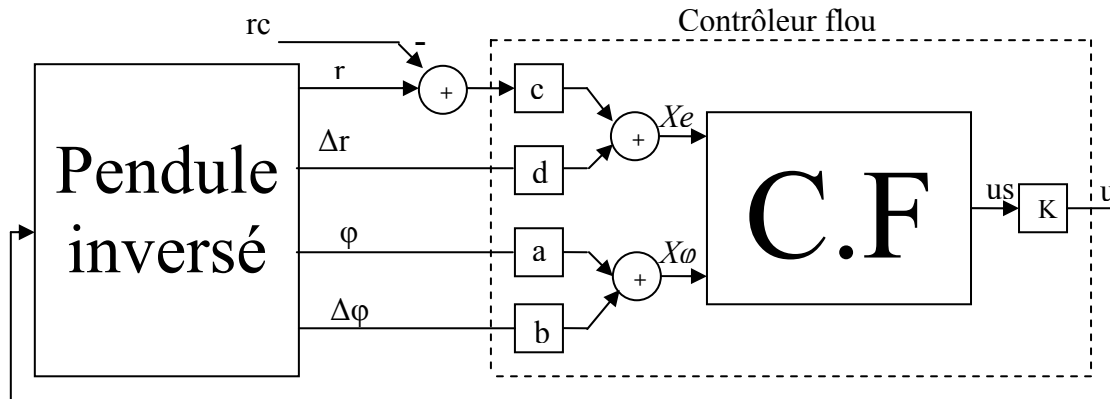 Contrôleur flou
rc
-
r
+
c
Δr
d
+
Xe
Pendule
inversé
C.F
us
K
u
φ
a
+
Xφ
Δφ
b